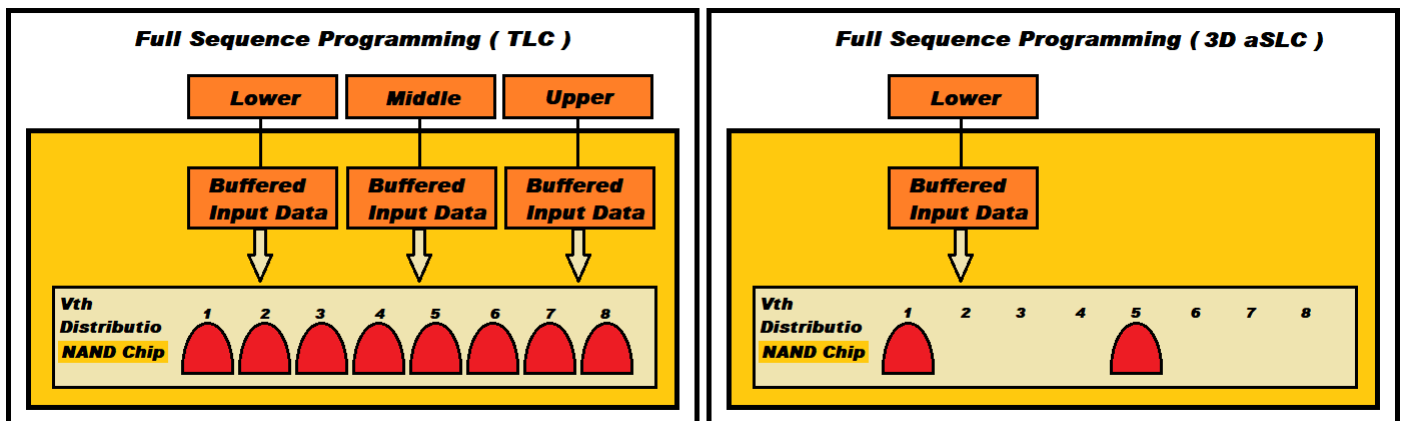 Full Sequence Programming ( TLC )
Lower
Middle
Upper
Buffered
Input Data
Buffered
Input Data
Buffered
Input Data
Vth
Distributio
NAND Chip
1 2 3 4 5 6 7 8
Full Sequence Programming ( 3D aSLC )
Lower
Buffered
Input Data
Vth
Distributio
NAND Chip
1 2 3 4 5 6 7 8